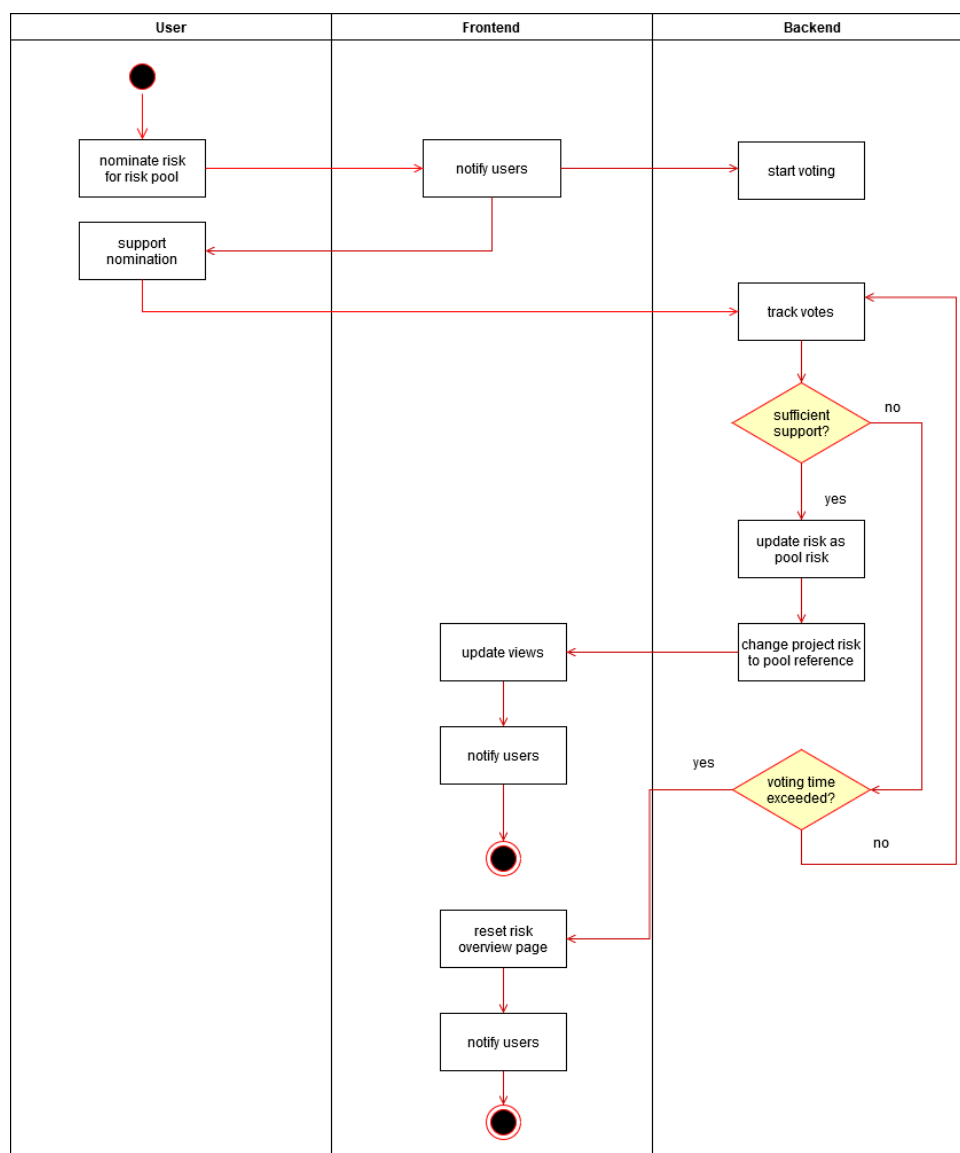 User
Frontend
Backend
nominate risk
for risk pool
notify users
start voting
support
nomination
track votes
sufficient
support?
no
yes
update risk as
pool risk
update views
change project risk
to pool reference
notify users
yes
voting time
exceeded?
no
reset risk
overview page
notify users